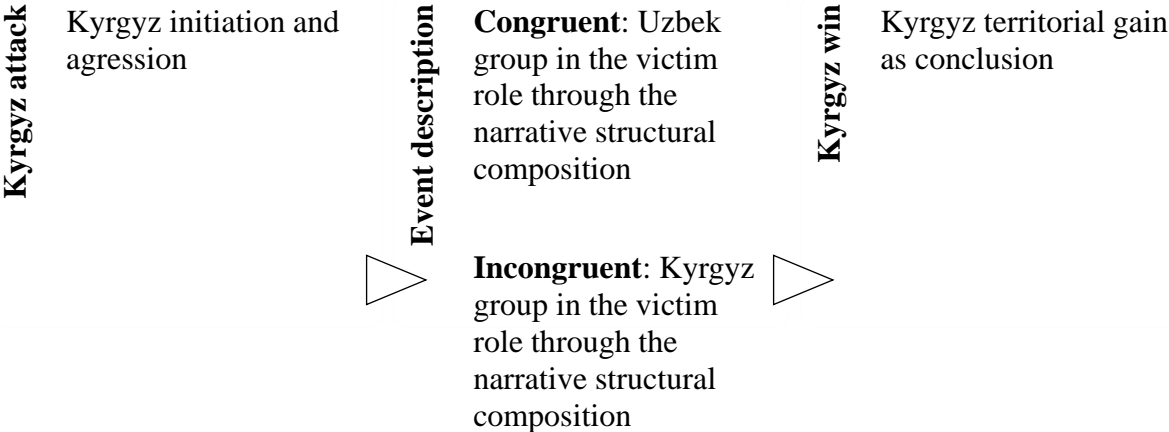 Kyrgyz attack
Kyrgyz initiation and
agression
Event description
Congruent: Uzbek
group in the victim
role through the
narrative structural
composition
Incongruent: Kyrgyz
group in the victim
role through the
narrative structural
composition
Kyrgyz win
Kyrgyz territorial gain
as conclusion